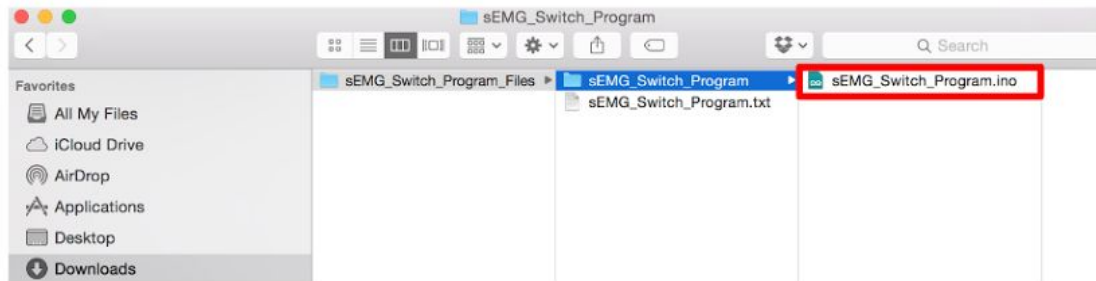 sEMG_Switch_Program
Search
Favorites
All My Files
iCloud Drive
AirDrop
Applications
Desktop
Downloads
sEMG_Switch_Program_Files
sEMG_Switch_Program
sEMG_Switch_Program.txt
sEMG_Switch_Program.ino